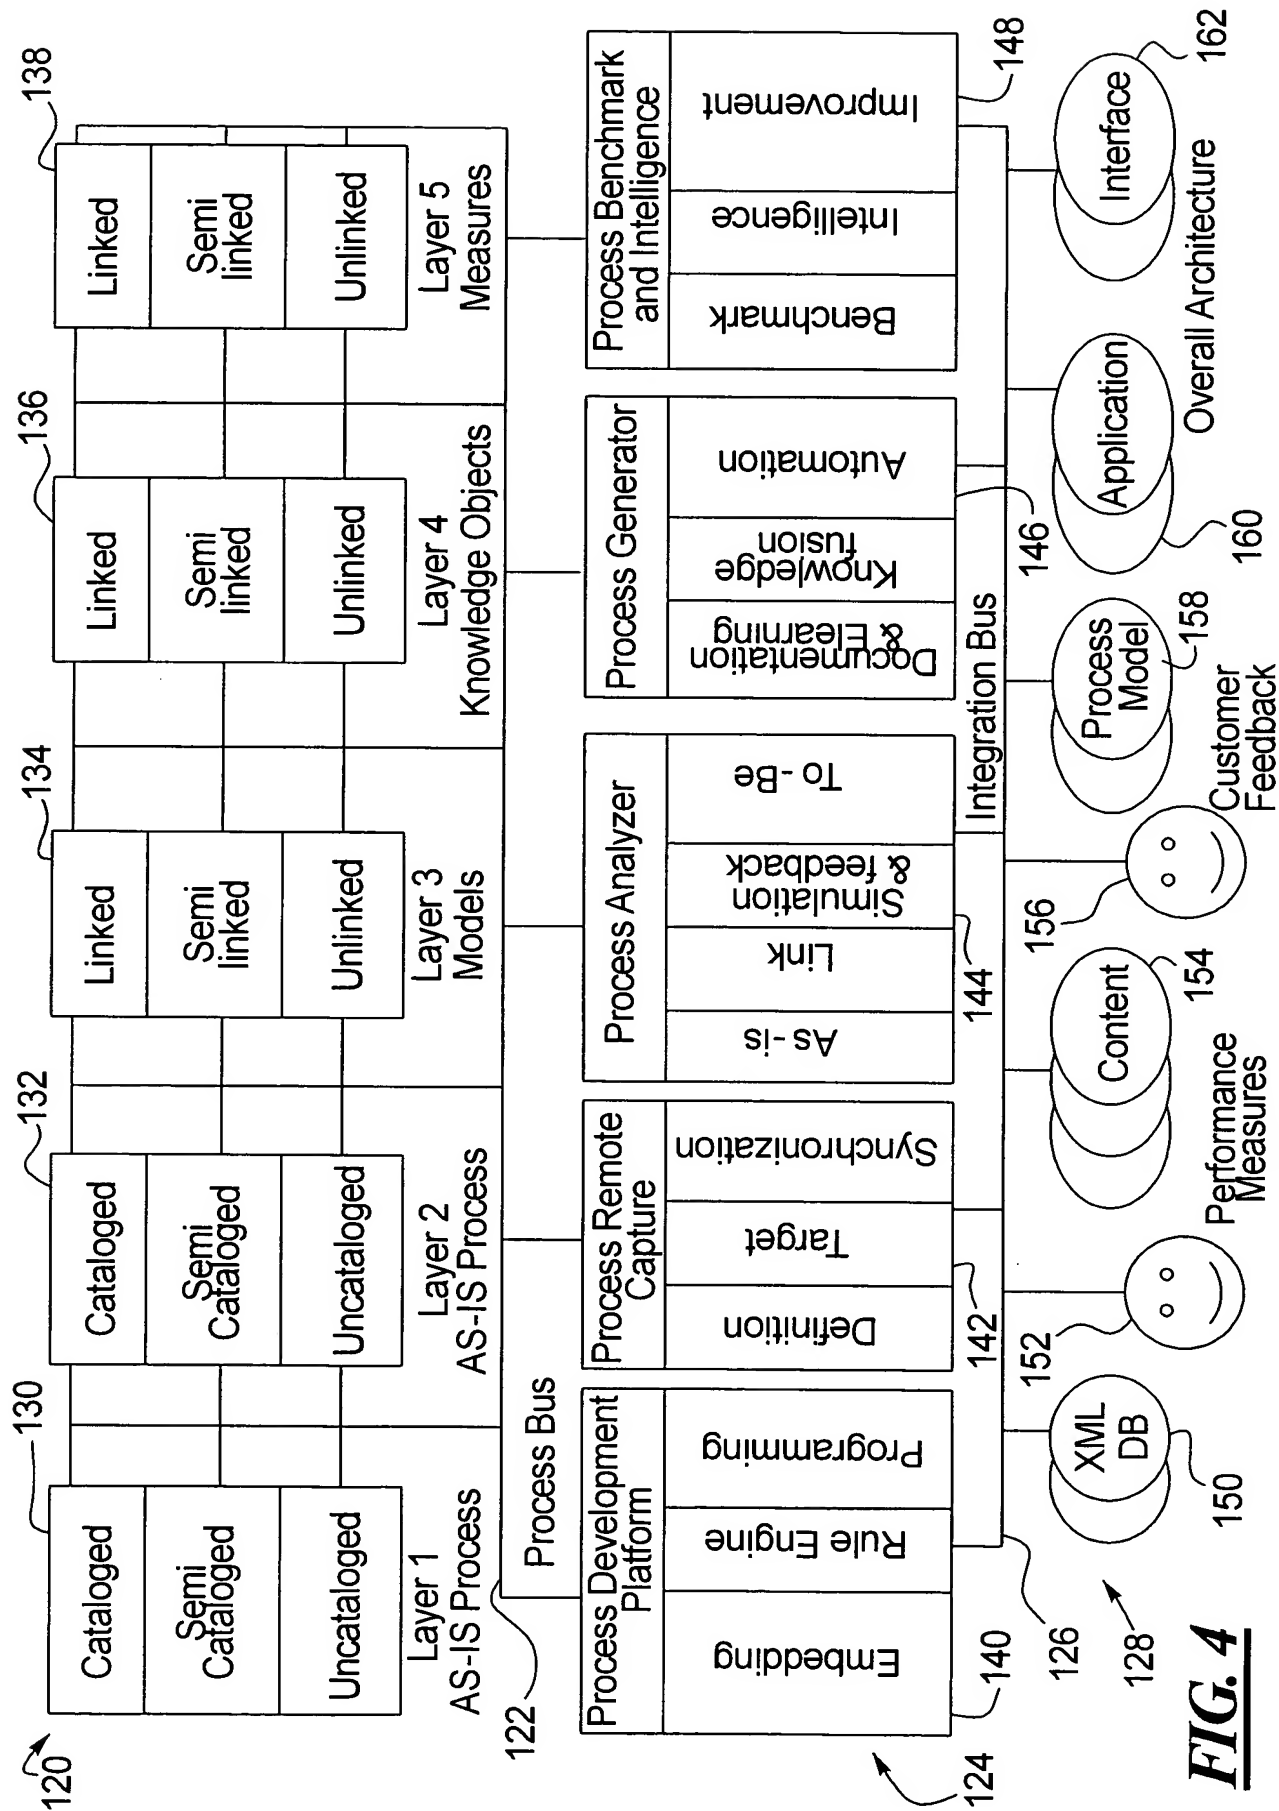 120
130
132
134
136
138
Cataloged
Semi
Cataloged
Uncataloged
Layer 1
AS-IS Process
Cataloged
Semi
Cataloged
Uncataloged
Layer 2
AS-IS Process
Linked
Semi
linked
Unlinked
Layer 3
Models
Linked
Semi
linked
Unlinked
Layer 4
Knowledge Objects
Linked
Semi
linked
Unlinked
Layer 5
Measures
122
Process Bus
Process Development
Platform
Embedding
Rule Engine
Programming
140
Process Remote
Capture
Definition
Target
Synchronization
142
Process Analyzer
As-is
Link
Simulation
& feedback
To-Be
144
Process Generator
Documentation
& Elearning
Knowledge
fusion
Automation
146
Process Benchmark
and Intelligence
Benchmark
Intelligence
Improvement
148
124
126
Integration Bus
128
XML
DB
150
152
Performance
Measures
Content
154
156
Customer
Feedback
Process
Model
158
Application
160
Interface
162
Overall Architecture
FIG. 4